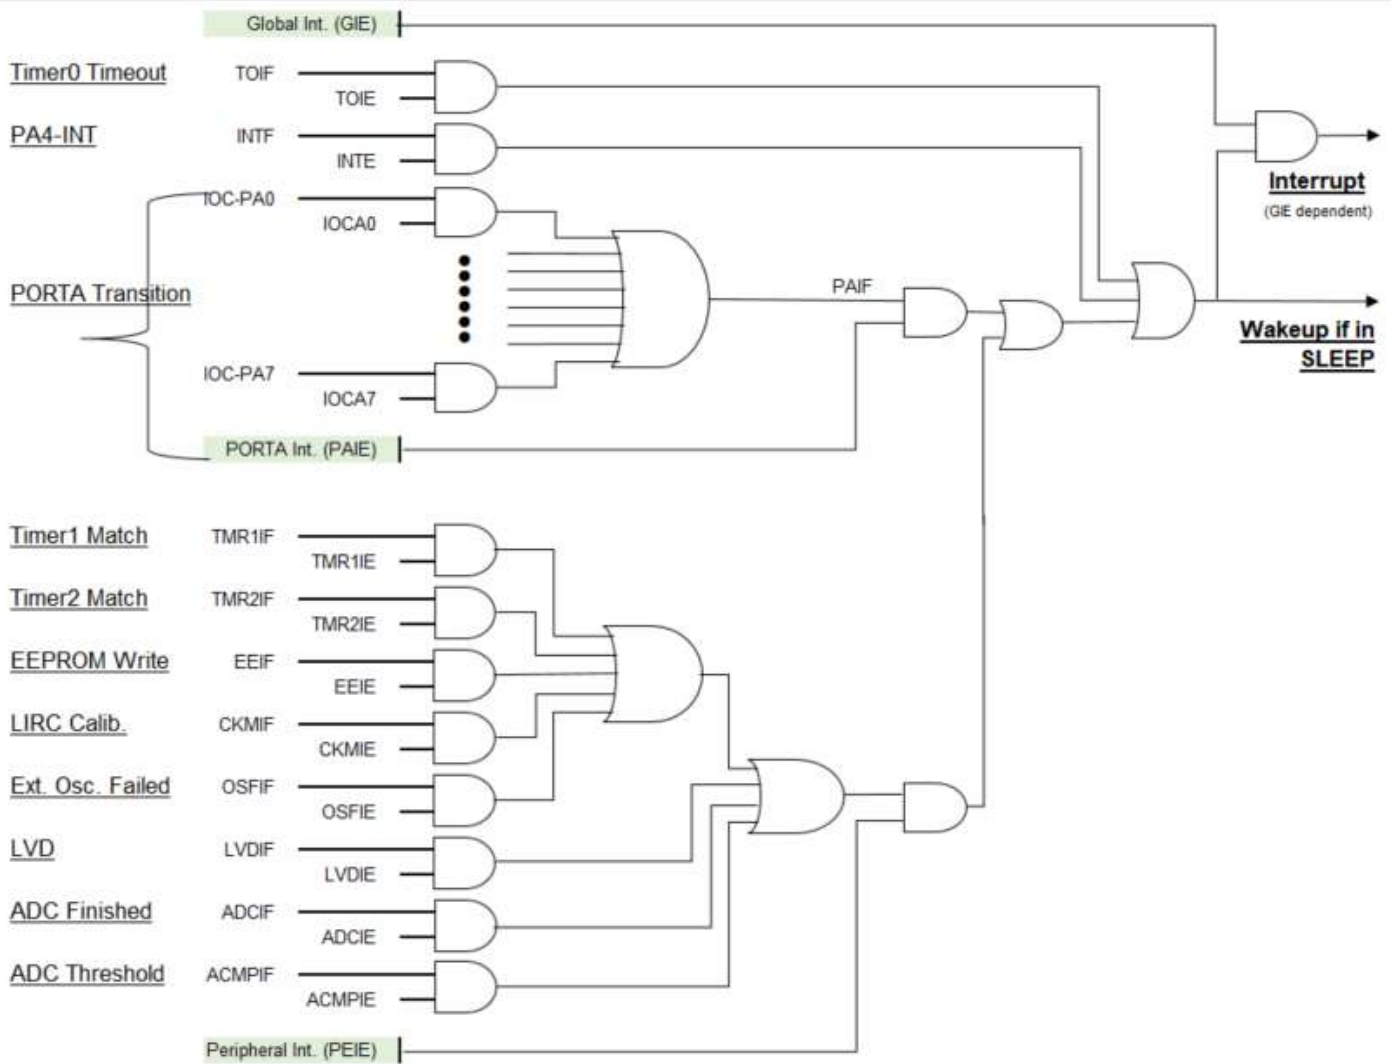 Global Int. (GIE)
Timer0 Timeout
TOIF
TOIE
PA4-INT
INTF
INTE
Interrupt
(GIE dependent)
IOC-PA0
IOCA0
PORTA Transition
PAIF
Wakeup if in
SLEEP
IOC-PA7
IOCA7
PORTA Int. (PAIE)
Timer1 Match
TMR1IF
TMR1IE
Timer2 Match
TMR2IF
TMR2IE
EEPROM Write
EEIF
EEIE
LIRC Calib.
CKMIF
CKMIE
Ext. Osc. Failed
OSFIF
OSFIE
LVD
LVDIF
LVDIE
ADC Finished
ADCIF
ADCIE
ADC Threshold
ACMPIF
ACMPIE
Peripheral Int. (PEIE)